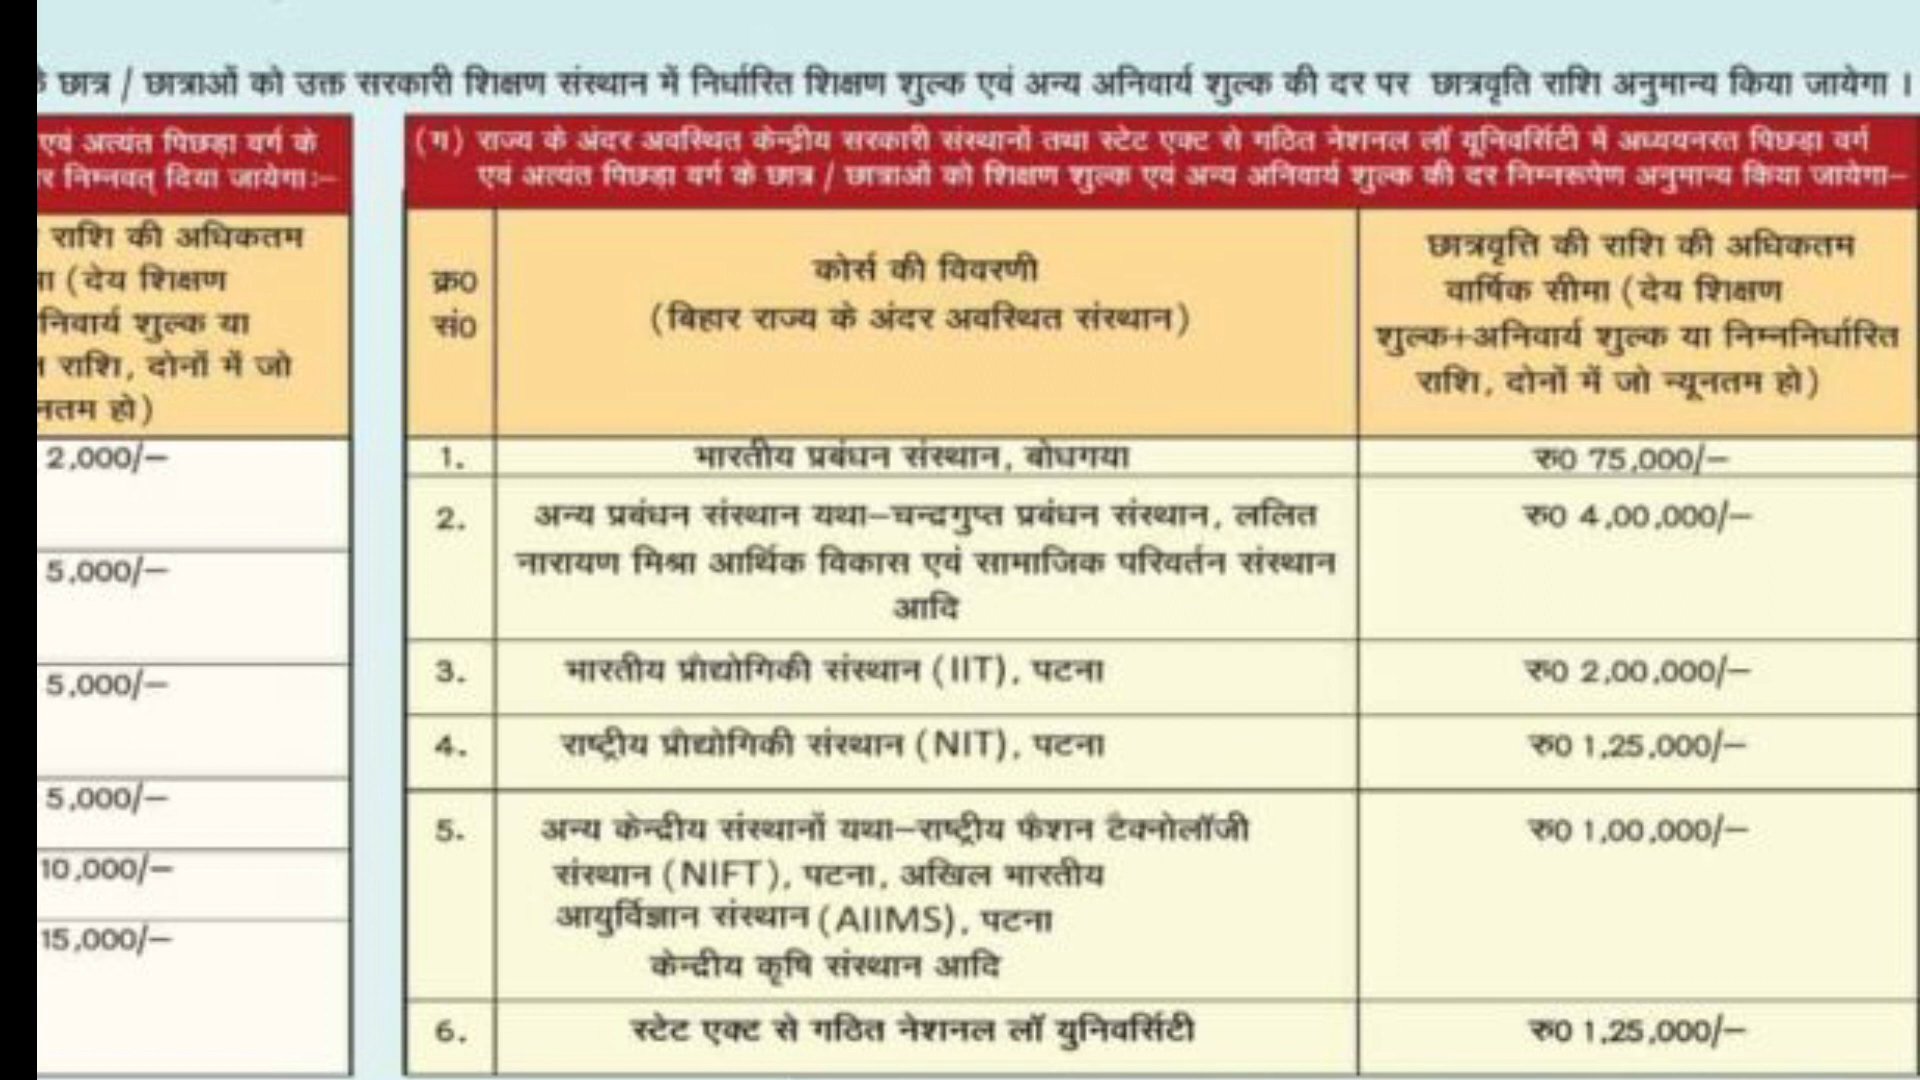 छात्र / छात्राओं को उक्त सरकारी शिक्षण संस्थान में निर्धारित शिक्षण शुल्क एवं अन्य अनिवार्य शुल्क की दर पर छात्रवृति राशि अनुमान्य किया जायेगा ।
एवं अत्यंत पिछड़ा वर्ग के
र निम्नवत् दिया जायेगा:–
राशि की अधिकतम
(देय शिक्षण
निवार्य शुल्क या
राशि, दोनों में जो
नतम हो)
2,000/–
5,000/–
5,000/–
5,000/–
10,000/–
15,000/–
(ग) राज्य के अंदर अवस्थित केन्द्रीय सरकारी संस्थानों तथा स्टेट एक्ट से गठित नेशनल लॉ यूनिवर्सिटी में अध्ययनरत पिछड़ा वर्ग
एवं अत्यंत पिछड़ा वर्ग के छात्र / छात्राओं को शिक्षण शुल्क एवं अन्य अनिवार्य शुल्क की दर निम्नरूपेण अनुमान्य किया जायेगा–
क्र0
सं0
कोर्स की विवरणी
(बिहार राज्य के अंदर अवस्थित संस्थान)
छात्रवृत्ति की राशि की अधिकतम
वार्षिक सीमा (देय शिक्षण
शुल्क+अनिवार्य शुल्क या निम्ननिर्धारित
राशि, दोनों में जो न्यूनतम हो)
1. भारतीय प्रबंधन संस्थान, बोधगया रु0 75,000/–
2. अन्य प्रबंधन संस्थान यथा–चन्द्रगुप्त प्रबंधन संस्थान, ललित रु0 4,00,000/–
नारायण मिश्रा आर्थिक विकास एवं सामाजिक परिवर्तन संस्थान
आदि
3. भारतीय प्रौद्योगिकी संस्थान (IIT), पटना रु0 2,00,000/–
4. राष्ट्रीय प्रौद्योगिकी संस्थान (NIT), पटना रु0 1,25,000/–
5. अन्य केन्द्रीय संस्थानों यथा–राष्ट्रीय फैशन टैक्नोलॉजी रु0 1,00,000/–
संस्थान (NIFT), पटना, अखिल भारतीय
आयुर्विज्ञान संस्थान (AIIMS), पटना
केन्द्रीय कृषि संस्थान आदि
6. स्टेट एक्ट से गठित नेशनल लॉ युनिवर्सिटी रु0 1,25,000/–